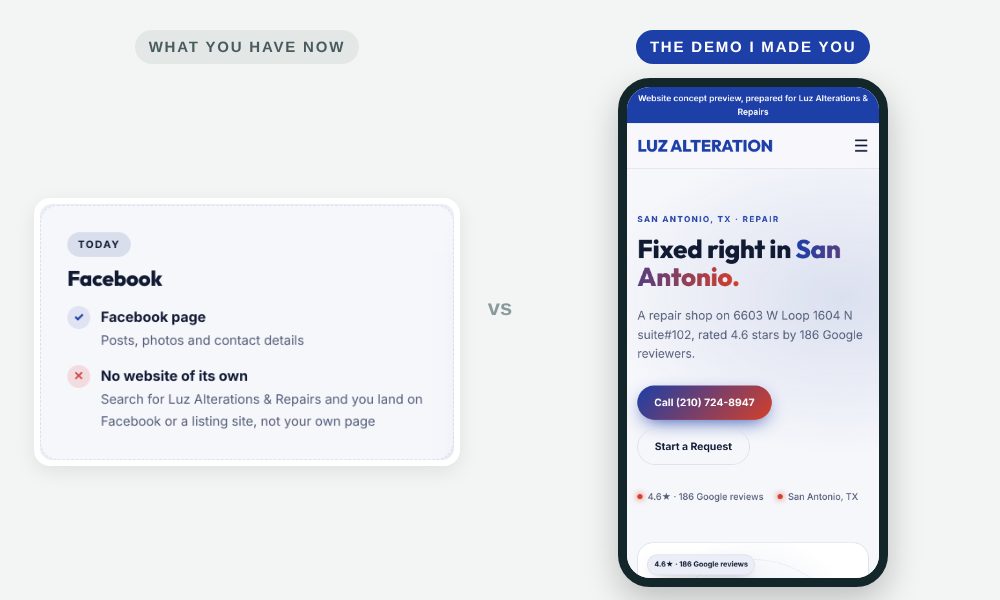 WHAT YOU HAVE NOW
THE DEMO I MADE YOU
TODAY
Facebook
Facebook page
Posts, photos and contact details
No website of its own
Search for Luz Alterations & Repairs and you land on
Facebook or a listing site, not your own page
vs
Website concept preview, prepared for Luz Alterations &
Repairs
LUZ ALTERATION
SAN ANTONIO, TX · REPAIR
Fixed right in San
Antonio.
A repair shop on 6603 W Loop 1604 N
suite#102, rated 4.6 stars by 186 Google
reviewers.
Call (210) 724-8947
Start a Request
4.6★ · 186 Google reviews
San Antonio, TX
4.6★ · 186 Google reviews